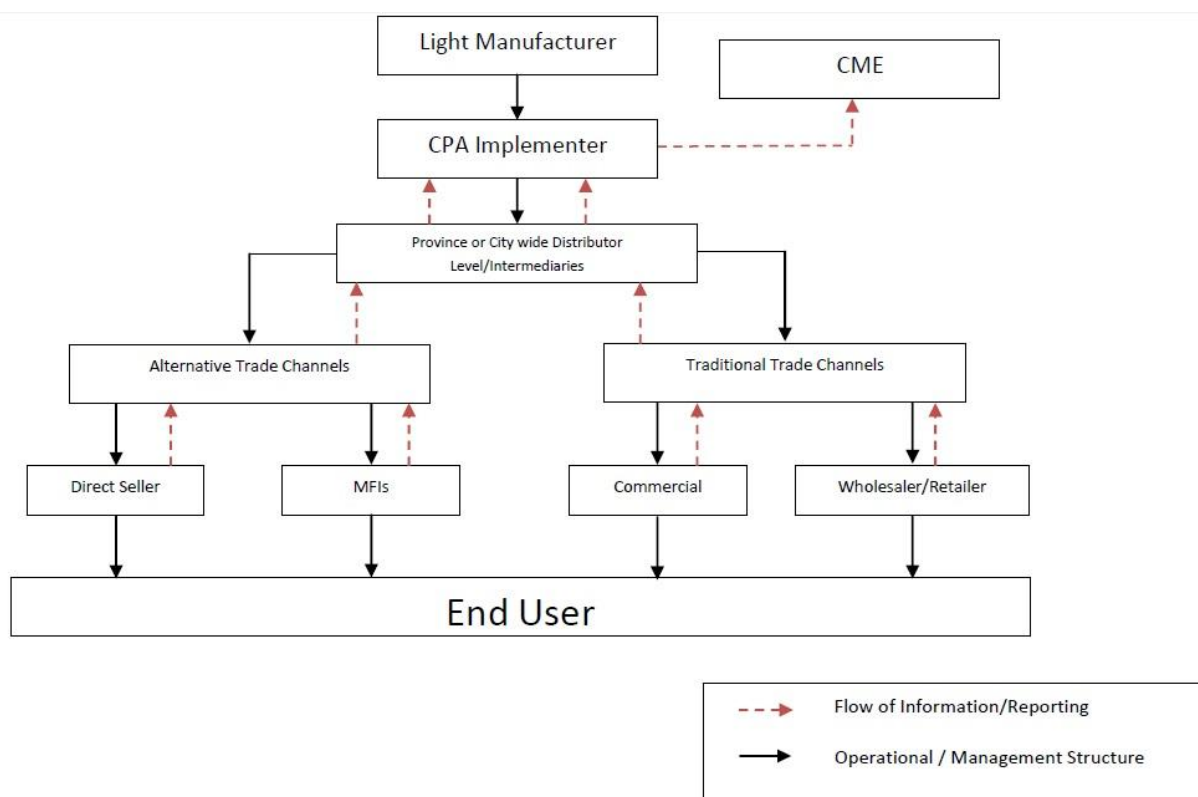 Light Manufacturer
CME
CPA Implementer
Province or City wide Distributor
Level/Intermediaries
Alternative Trade Channels
Traditional Trade Channels
Direct Seller
MFIs
Commercial
Wholesaler/Retailer
End User
Flow of Information/Reporting
Operational / Management Structure